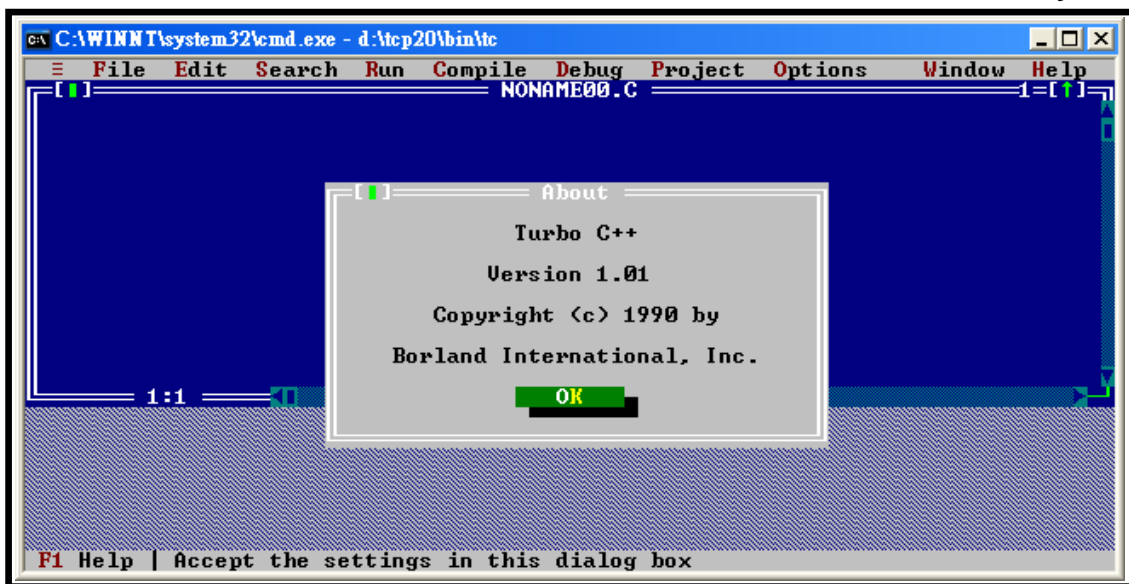 C:\WINNT\system32\cmd.exe - d:\tcp20\bin\tc
≡ File Edit Search Run Compile Debug Project Options Window Help
[▮] NONAME00.C 1=[↑]
[▮] About
Turbo C++
Version 1.01
Copyright (c) 1990 by
Borland International, Inc.
OK
1:1
F1 Help | Accept the settings in this dialog box